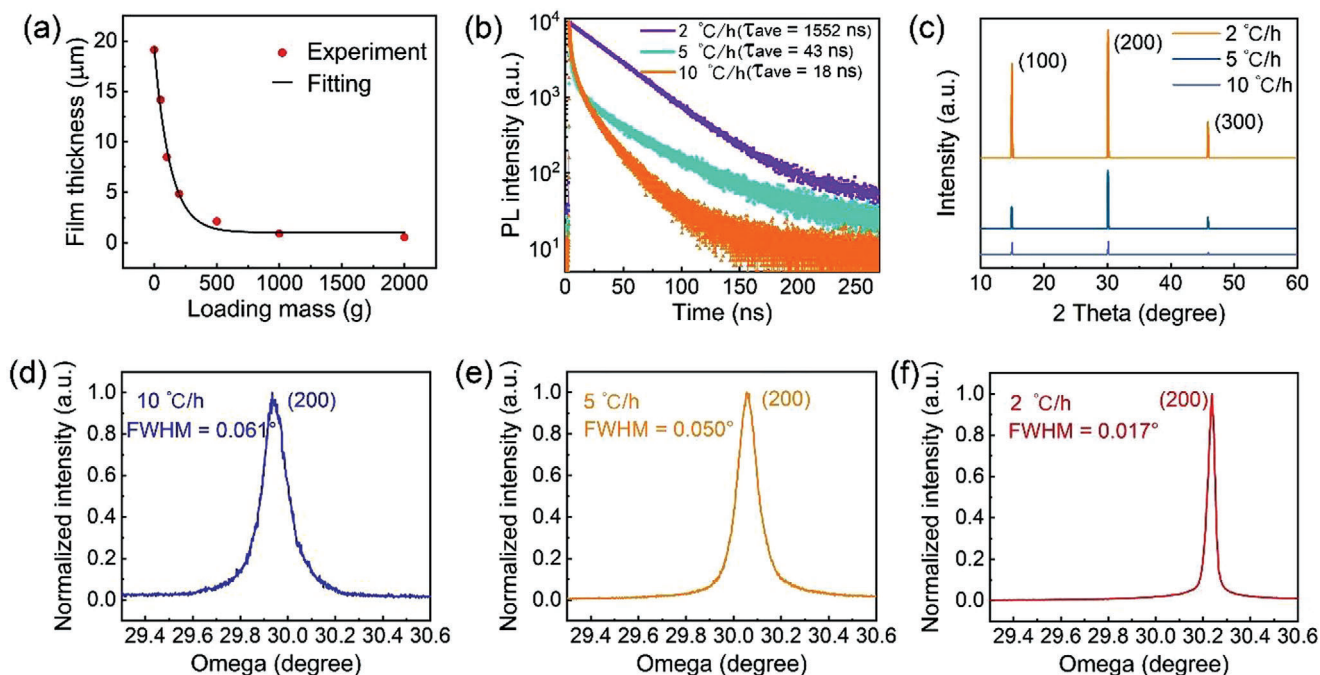 (a)
Film thickness (μm)
20
15
10
5
0
Experiment
Fitting
0 400 800 1200 1600 2000
Loading mass (g)
(b)
PL intensity (a.u.)
10⁴
10³
10²
10¹
2 °C/h(τave = 1552 ns)
5 °C/h(τave = 43 ns)
10 °C/h(τave = 18 ns)
0 50 100 150 200 250
Time (ns)
(c)
Intensity (a.u.)
(100)
(200)
(300)
2 °C/h
5 °C/h
10 °C/h
10 20 30 40 50 60
2 Theta (degree)
(d)
Normalized intensity (a.u.)
1.0
0.8
0.6
0.4
0.2
0.0
10 °C/h
(200)
FWHM = 0.061°
29.4 29.6 29.8 30.0 30.2 30.4 30.6
Omega (degree)
(e)
Normalized intensity (a.u.)
1.0
0.8
0.6
0.4
0.2
0.0
5 °C/h
(200)
FWHM = 0.050°
29.4 29.6 29.8 30.0 30.2 30.4 30.6
Omega (degree)
(f)
Normalized intensity (a.u.)
1.0
0.8
0.6
0.4
0.2
0.0
2 °C/h
(200)
FWHM = 0.017°
29.4 29.6 29.8 30.0 30.2 30.4 30.6
Omega (degree)